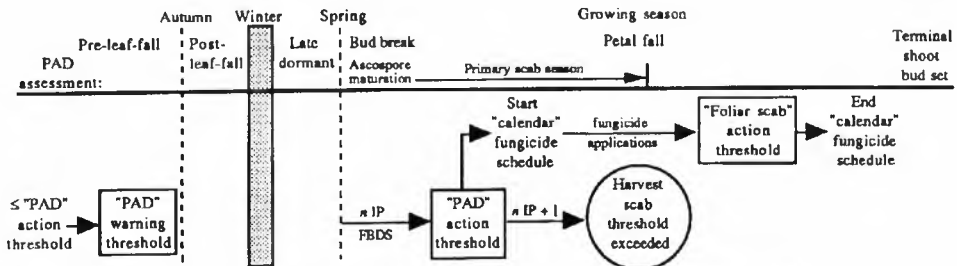 Growing season
Autumn Winter Spring
Pre-leaf-fall Post-leaf-fall Late dormant Bud break Petal fall Terminal shoot bud set
PAD assessment:
Ascospore maturation Primary scab season
Start "calendar" fungicide schedule
fungicide applications
"Foliar scab" action threshold
End "calendar" fungicide schedule
≤ "PAD" action threshold
"PAD" warning threshold
n IP
FBDS
"PAD" action threshold
n IP + 1
Harvest scab threshold exceeded